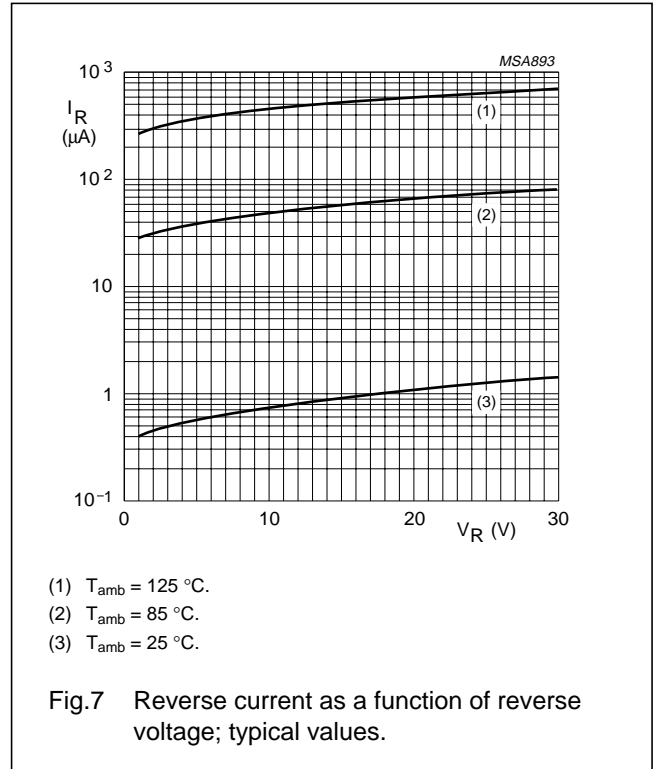 MSA893
10³
I_R
(µA)
(1)
10²
(2)
10
1
(3)
10⁻¹
0
10
20
V_R (V)
30
(1) T_amb = 125 °C.
(2) T_amb = 85 °C.
(3) T_amb = 25 °C.
Fig.7 Reverse current as a function of reverse
voltage; typical values.